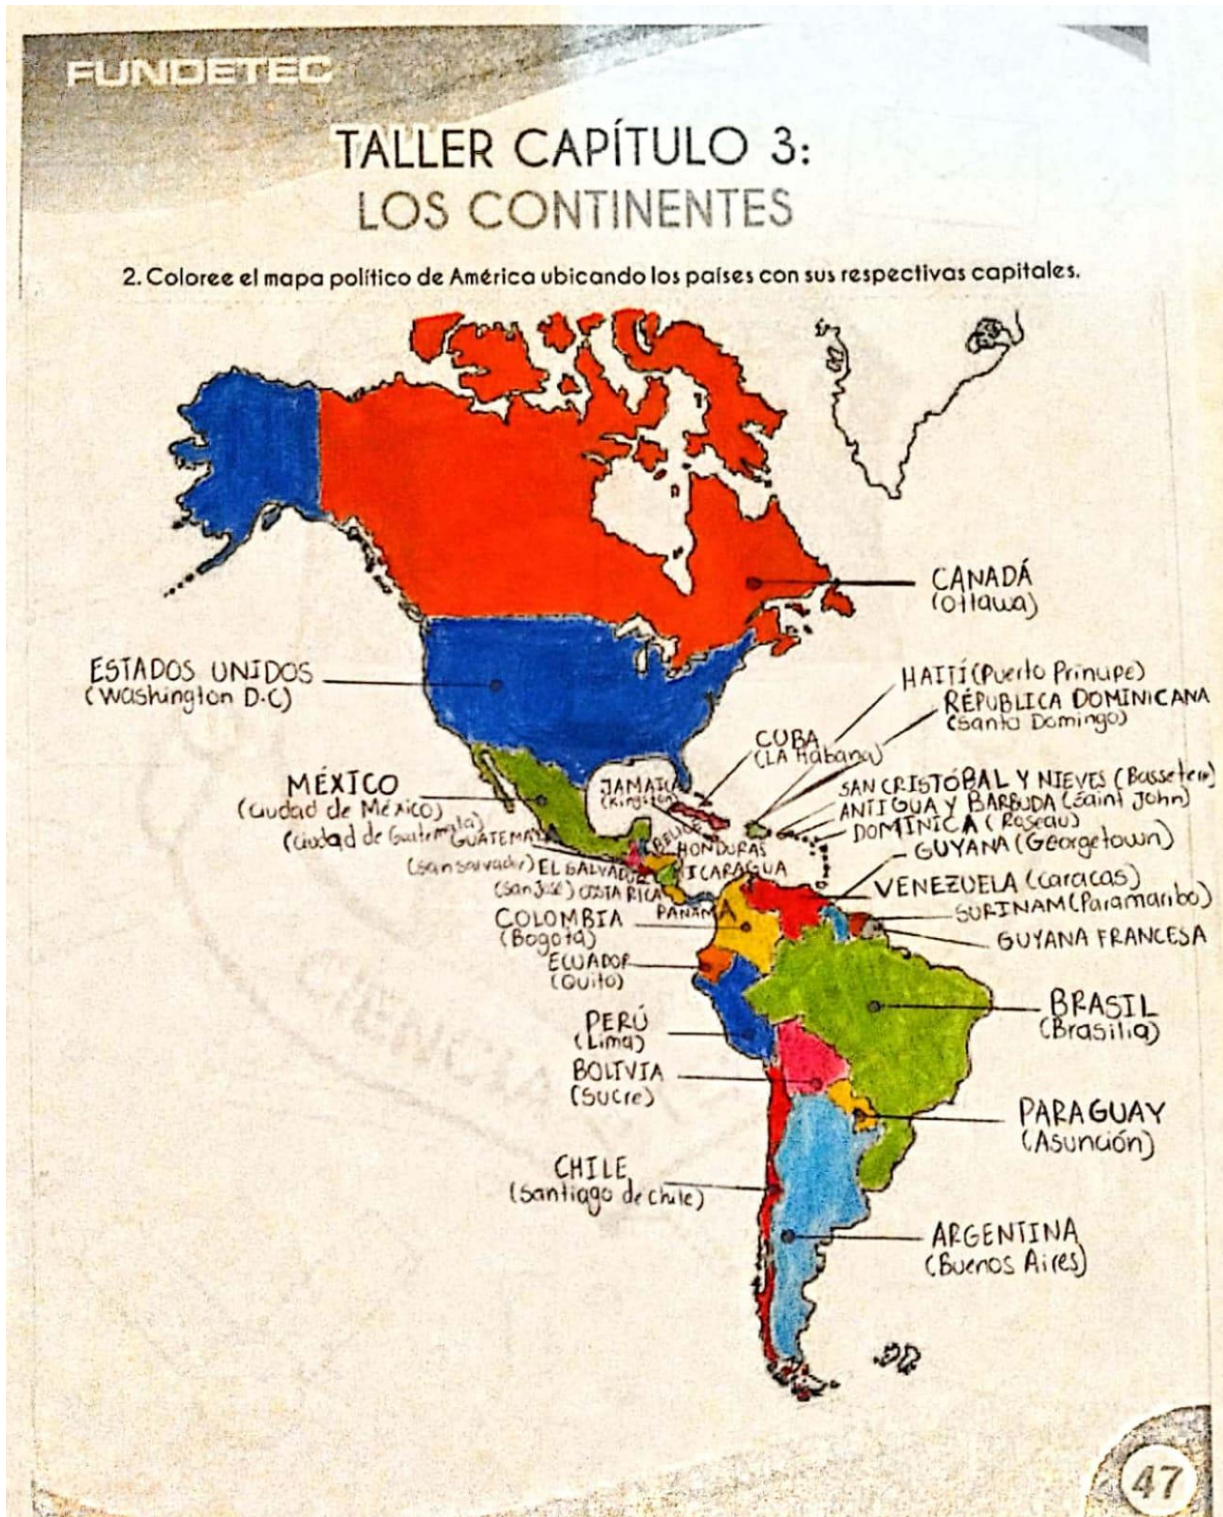 FUNDETEC
TALLER CAPÍTULO 3:
LOS CONTINENTES
2. Coloree el mapa político de América ubicando los países con sus respectivas capitales.
CANADÁ
(Ottawa)
ESTADOS UNIDOS
(Washington D.C)
HAITÍ (Puerto Principe)
REPUBLICA DOMINICANA
(Santo Domingo)
CUBA
(LA Habana)
MÉXICO
(Ciudad de México)
JAMAICA
(Kingston)
SAN CRISTÓBAL Y NIEVES (Basseterr)
ANTIGUA Y BARBUDA (Saint John)
DOMINICA (Roseau)
GUYANA (Georgetown)
(Ciudad de Guatemala) GUATEMALA
BELICE
HONDURAS
(San Salvador) EL SALVADOR
NICARAGUA
(San José) COSTA RICA
PANAMÁ
VENEZUELA (Caracas)
SURINAM (Paramaribo)
GUYANA FRANCESA
COLOMBIA
(Bogotá)
ECUADOR
(Quito)
PERÚ
(Lima)
BRASIL
(Brasilia)
BOLIVIA
(Sucre)
PARAGUAY
(Asunción)
CHILE
(Santiago de Chile)
ARGENTINA
(Buenos Aires)
47